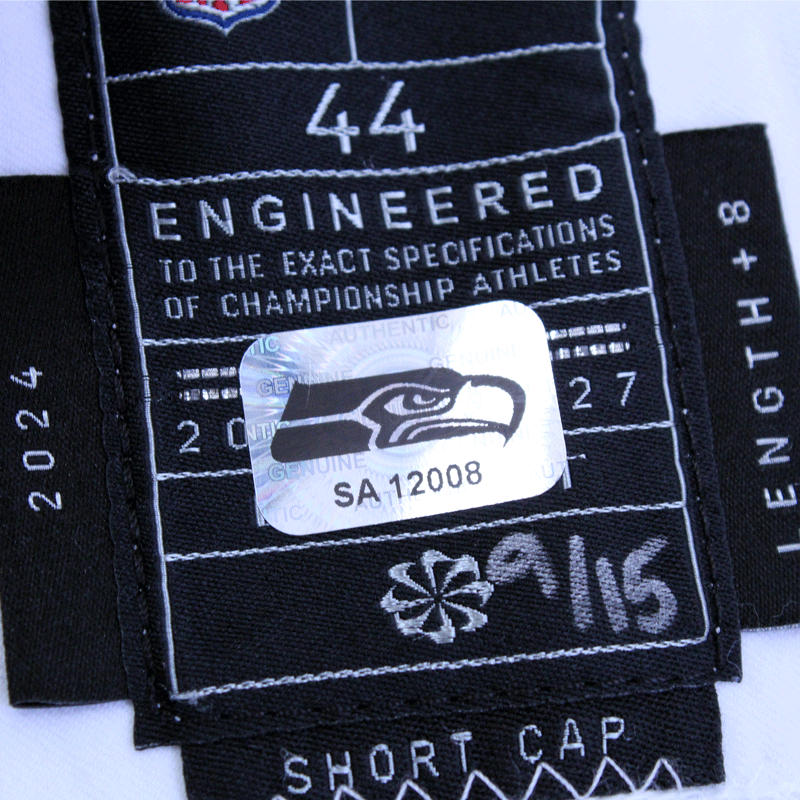 44
ENGINEERED
TO THE EXACT SPECIFICATIONS
OF CHAMPIONSHIP ATHLETES
2024
LENGTH + 8
AUTHENTIC
GENUINE
GENUINE
20
27
GENUINE
SA 12008
9/15
SHORT CAP